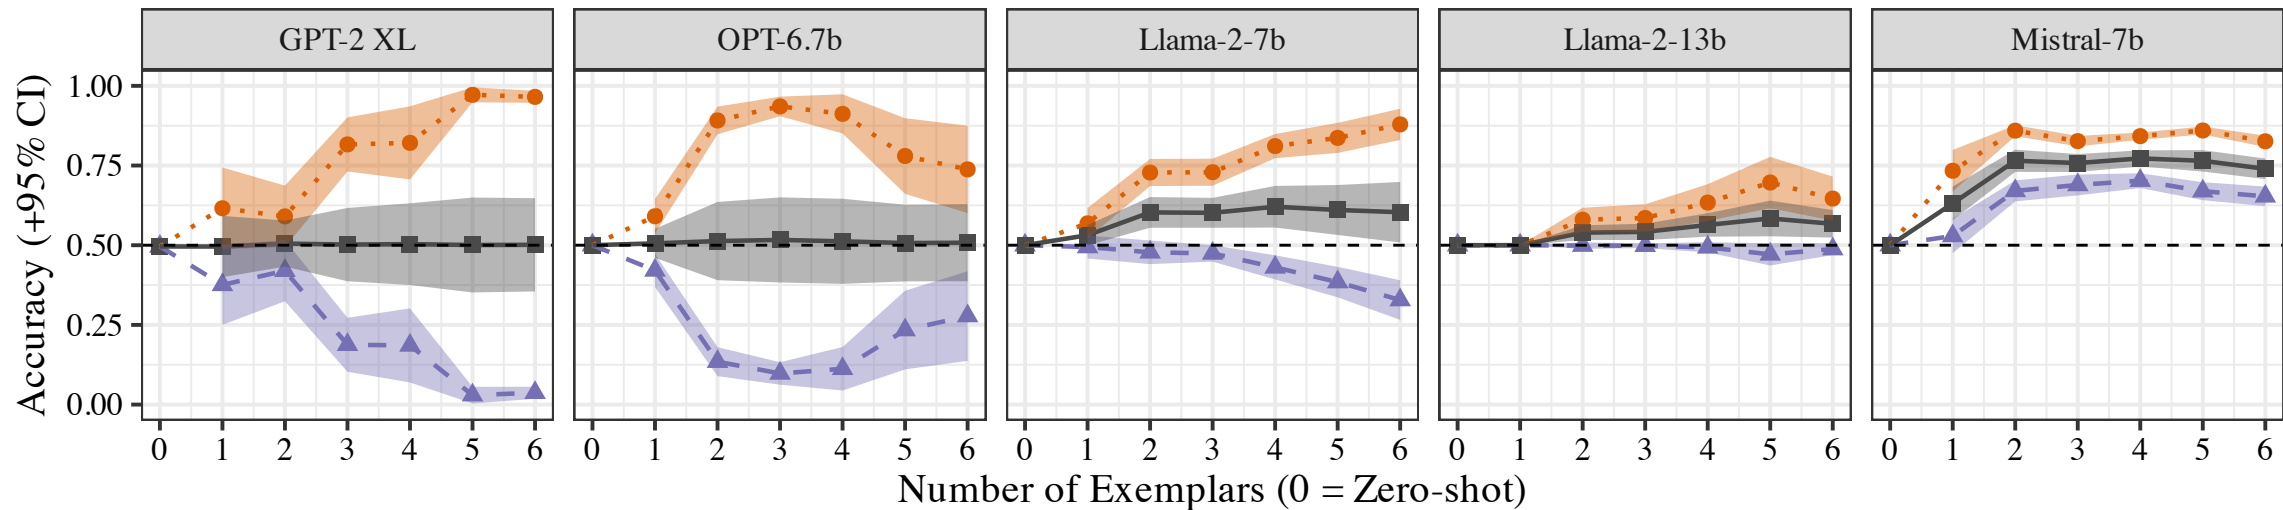 GPT-2 XL OPT-6.7b Llama-2-7b Llama-2-13b Mistral-7b
Accuracy (+95% CI)
1.00
0.75
0.50
0.25
0.00
0 1 2 3 4 5 6 0 1 2 3 4 5 6 0 1 2 3 4 5 6 0 1 2 3 4 5 6 0 1 2 3 4 5 6
Number of Exemplars (0 = Zero-shot)